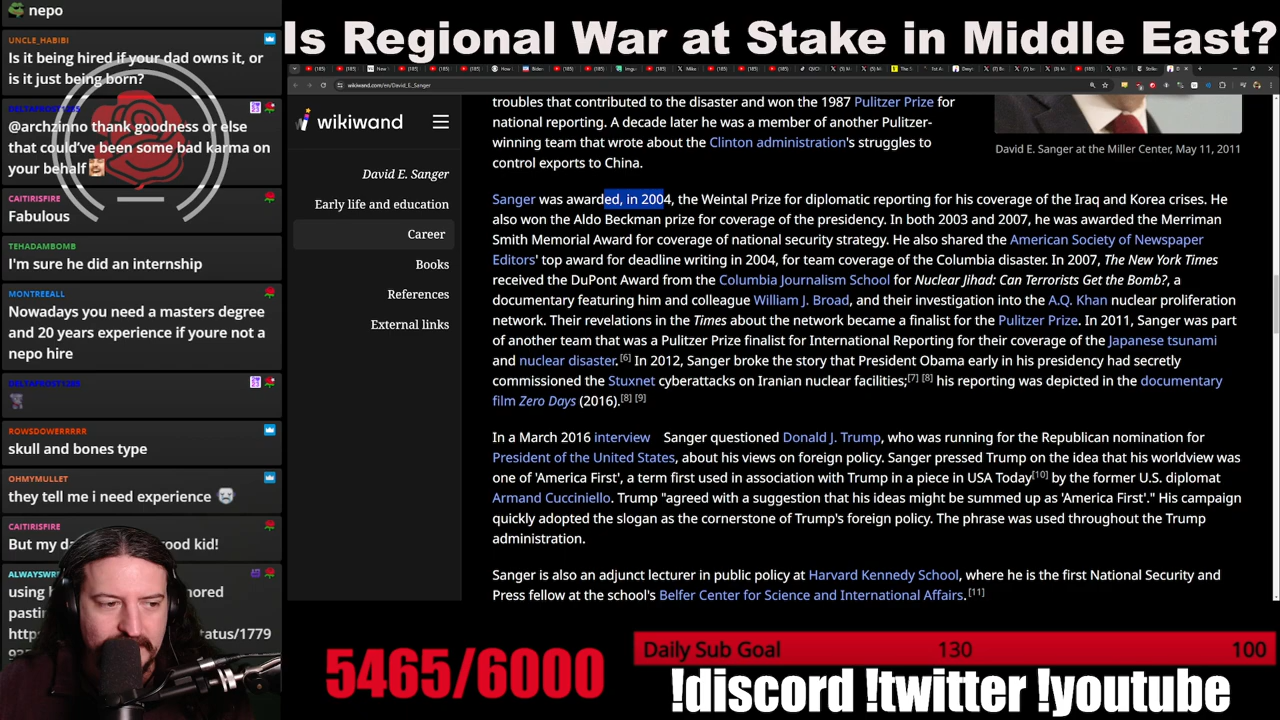 Is Regional War at Stake in Middle East?
nepo
UNCLE_HABIBI
Is it being hired if your dad owns it, or
is it just being born?
@archzinno thank goodness or else
that could've been some bad karma on
your behalf
CAITIRISFIRE
Fabulous
TEHADAMBOMB
I'm sure he did an internship
MONTREEALL
Nowadays you need a masters degree
and 20 years experience if youre not a
nepo hire
ROWSDOWERRRRR
skull and bones type
OHMYMULLET
they tell me i need experience
CAITIRISFIRE
But my da
ood kid!
using
nored
pastin
tatus/1779
wikiwand.com/en/David_E._Sanger
wikiwand
David E. Sanger
Early life and education
Career
Books
References
External links
troubles that contributed to the disaster and won the 1987 Pulitzer Prize for
national reporting. A decade later he was a member of another Pulitzer-
winning team that wrote about the Clinton administration's struggles to
control exports to China.
David E. Sanger at the Miller Center, May 11, 2011
Sanger was awarded, in 2004, the Weintal Prize for diplomatic reporting for his coverage of the Iraq and Korea crises. He
also won the Aldo Beckman prize for coverage of the presidency. In both 2003 and 2007, he was awarded the Merriman
Smith Memorial Award for coverage of national security strategy. He also shared the American Society of Newspaper
Editors' top award for deadline writing in 2004, for team coverage of the Columbia disaster. In 2007, The New York Times
received the DuPont Award from the Columbia Journalism School for Nuclear Jihad: Can Terrorists Get the Bomb?, a
documentary featuring him and colleague William J. Broad, and their investigation into the A.Q. Khan nuclear proliferation
network. Their revelations in the Times about the network became a finalist for the Pulitzer Prize. In 2011, Sanger was part
of another team that was a Pulitzer Prize finalist for International Reporting for their coverage of the Japanese tsunami
and nuclear disaster.[6] In 2012, Sanger broke the story that President Obama early in his presidency had secretly
commissioned the Stuxnet cyberattacks on Iranian nuclear facilities;[7] [8] his reporting was depicted in the documentary
film Zero Days (2016).[8] [9]
In a March 2016 interview Sanger questioned Donald J. Trump, who was running for the Republican nomination for
President of the United States, about his views on foreign policy. Sanger pressed Trump on the idea that his worldview was
one of 'America First', a term first used in association with Trump in a piece in USA Today[10] by the former U.S. diplomat
Armand Cucciniello. Trump "agreed with a suggestion that his ideas might be summed up as 'America First'." His campaign
quickly adopted the slogan as the cornerstone of Trump's foreign policy. The phrase was used throughout the Trump
administration.
Sanger is also an adjunct lecturer in public policy at Harvard Kennedy School, where he is the first National Security and
Press fellow at the school's Belfer Center for Science and International Affairs.[11]
5465/6000
Daily Sub Goal 130 100
!discord !twitter !youtube